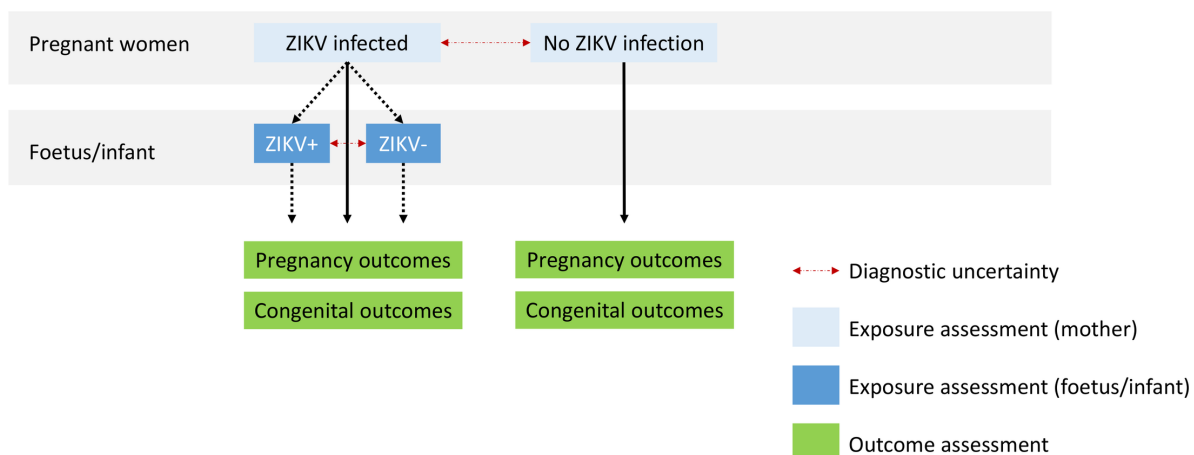 Pregnant women
ZIKV infected
No ZIKV infection
Foetus/infant
ZIKV+
ZIKV-
Pregnancy outcomes
Pregnancy outcomes
Congenital outcomes
Congenital outcomes
Diagnostic uncertainty
Exposure assessment (mother)
Exposure assessment (foetus/infant)
Outcome assessment